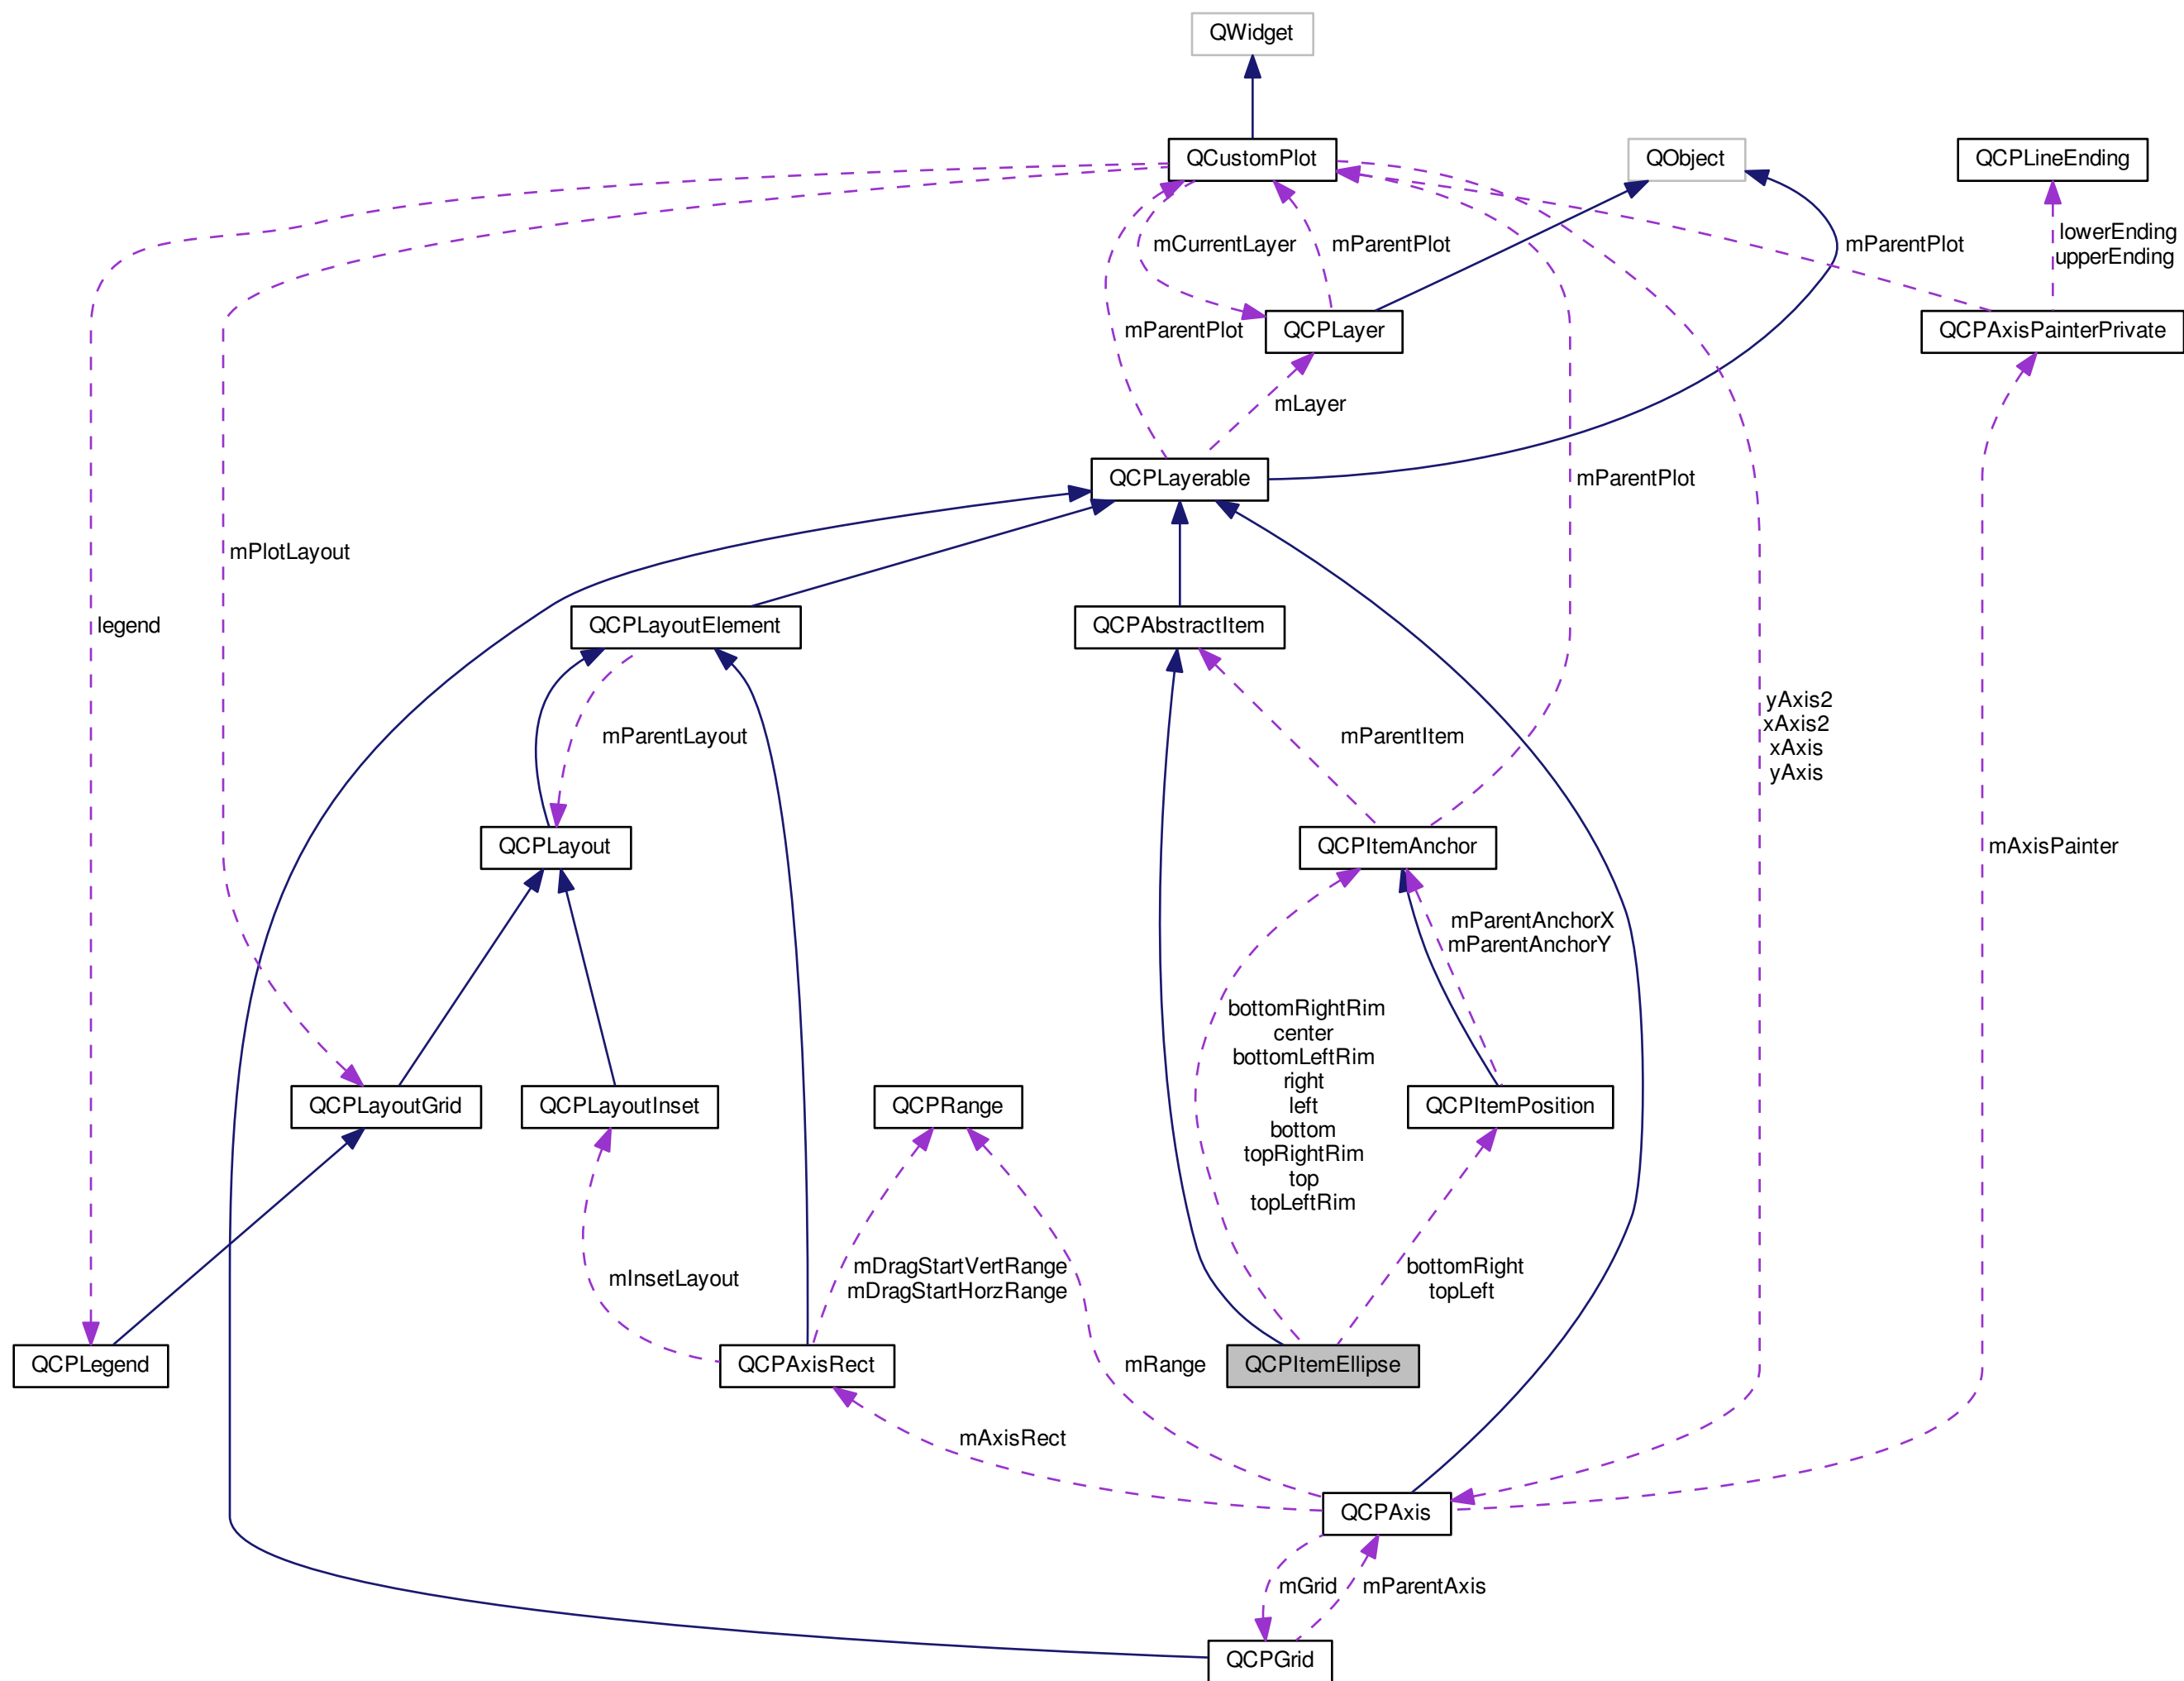 QWidget
QCustomPlot
QObject
QCPLineEnding
mCurrentLayer
mParentPlot
mParentPlot
lowerEnding
upperEnding
mParentPlot
QCPLayer
QCPAxisPainterPrivate
mLayer
QCPLayerable
mParentPlot
mPlotLayout
legend
QCPLayoutElement
QCPAbstractItem
mParentLayout
mParentItem
yAxis2
xAxis2
xAxis
yAxis
QCPLayout
QCPItemAnchor
mAxisPainter
mParentAnchorX
mParentAnchorY
bottomRightRim
center
bottomLeftRim
right
left
bottom
topRightRim
top
topLeftRim
QCPLayoutGrid
QCPLayoutInset
QCPRange
QCPItemPosition
mInsetLayout
mDragStartVertRange
mDragStartHorzRange
bottomRight
topLeft
QCPLegend
QCPAxisRect
mRange
QCPItemEllipse
mAxisRect
QCPAxis
mGrid
mParentAxis
QCPGrid